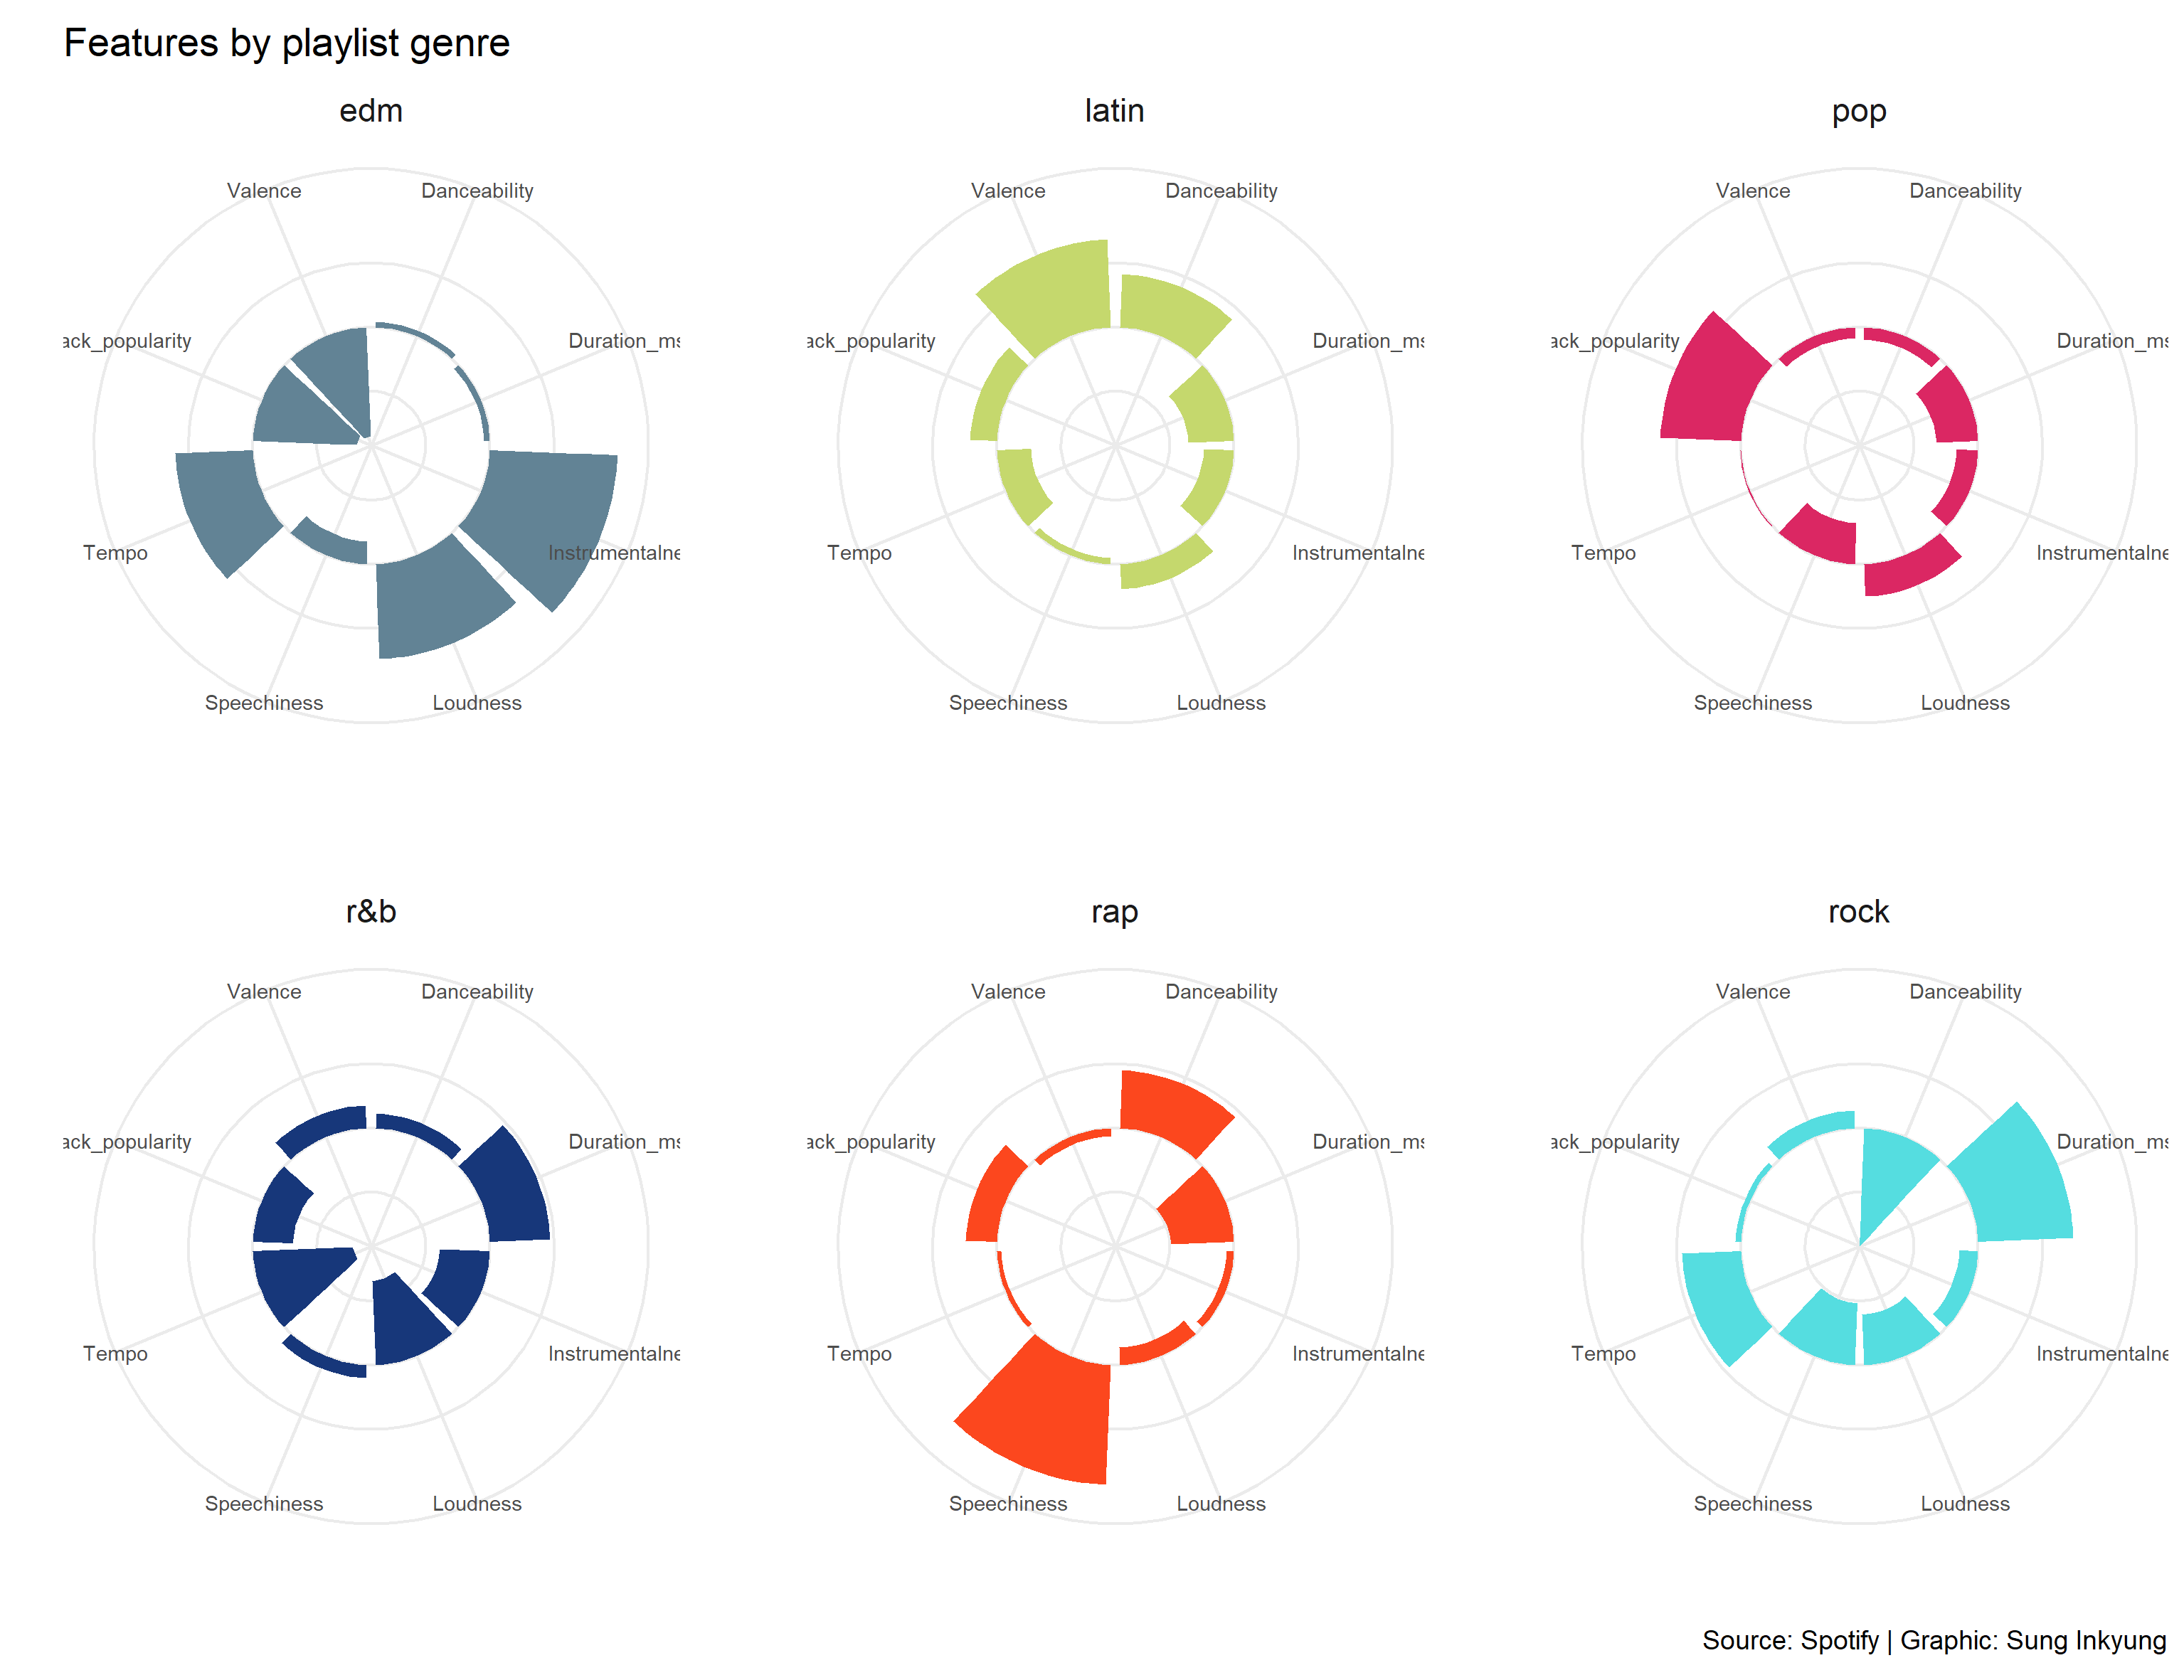 Features by playlist genre
edm
latin
pop
Valence Danceability
Valence Danceability
Valence Danceability
ack_popularity Duration_ms
ack_popularity Duration_ms
ack_popularity Duration_ms
Tempo Instrumentalne
Tempo Instrumentalne
Tempo Instrumentalne
Speechiness Loudness
Speechiness Loudness
Speechiness Loudness
r&b
rap
rock
Valence Danceability
Valence Danceability
Valence Danceability
ack_popularity Duration_ms
ack_popularity Duration_ms
ack_popularity Duration_ms
Tempo Instrumentalne
Tempo Instrumentalne
Tempo Instrumentalne
Speechiness Loudness
Speechiness Loudness
Speechiness Loudness
Source: Spotify | Graphic: Sung Inkyung